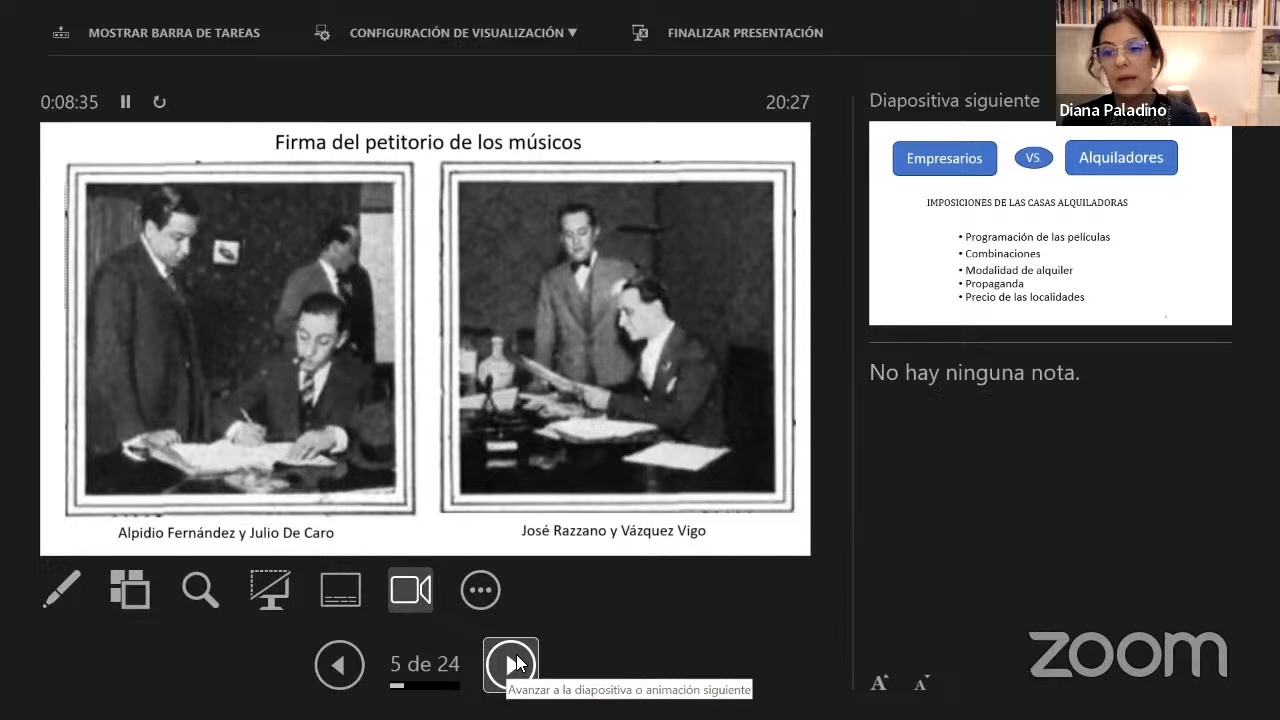 MOSTRAR BARRA DE TAREAS
CONFIGURACIÓN DE VISUALIZACIÓN ▼
FINALIZAR PRESENTACIÓN
Diana Paladino
0:08:35
20:27
Firma del petitorio de los músicos
Alpidio Fernández y Julio De Caro
José Razzano y Vázquez Vigo
5 de 24
Avanzar a la diapositiva o animación siguiente
Diapositiva siguiente
Empresarios
VS
Alquiladores
IMPOSICIONES DE LAS CASAS ALQUILADORAS
• Programación de las películas
• Combinaciones
• Modalidad de alquiler
• Propaganda
• Precio de las localidades
No hay ninguna nota.
zoom
A A